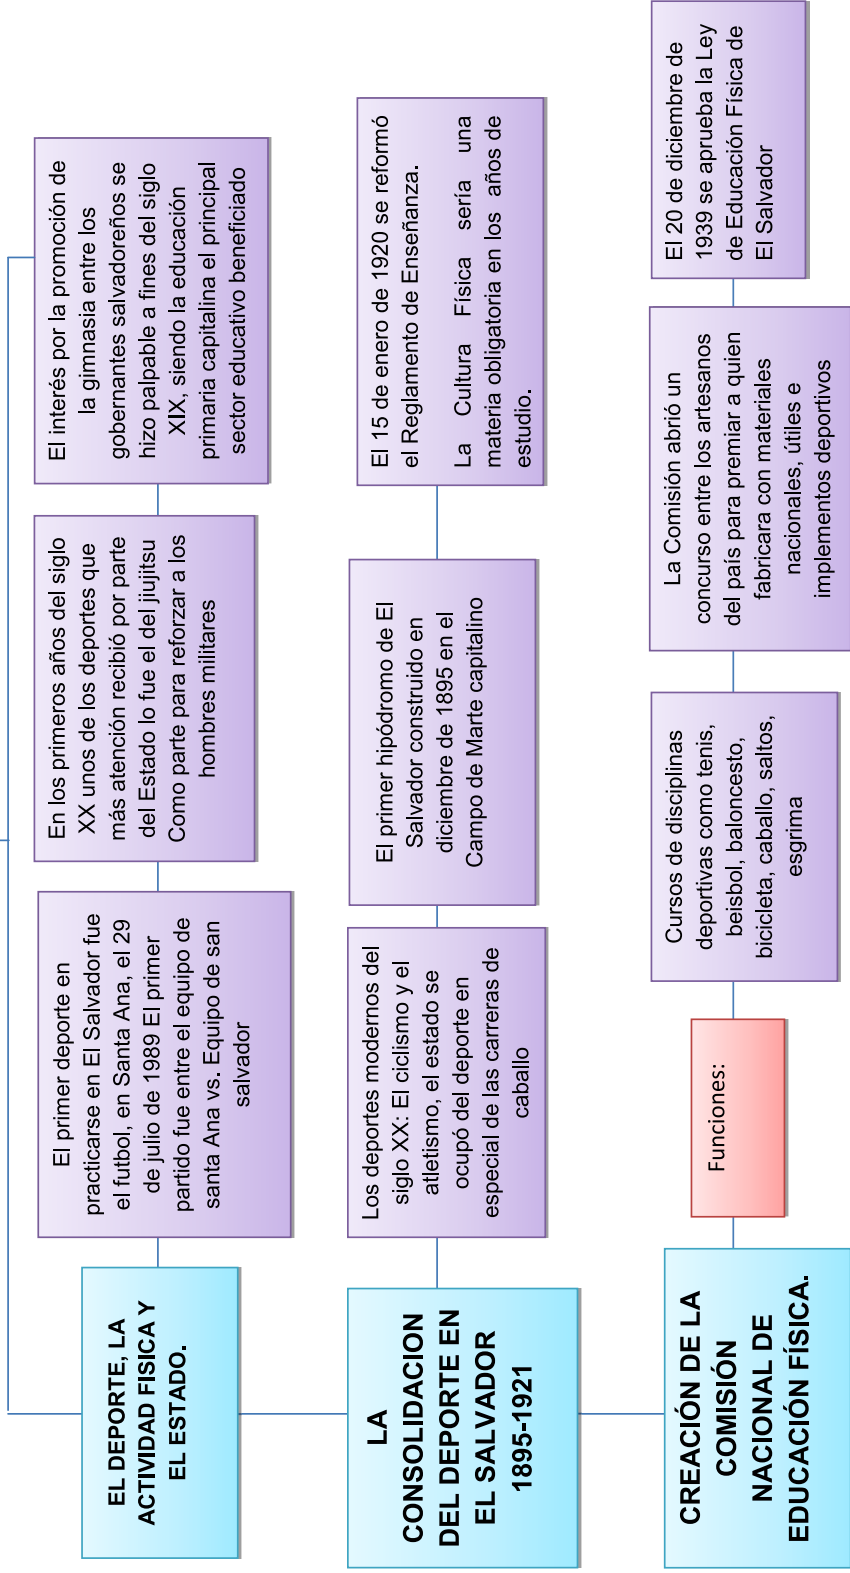 EL DEPORTE, LA
ACTIVIDAD FISICA Y
EL ESTADO.
El primer deporte en
practicarse en El Salvador fue
el futbol, en Santa Ana, el 29
de julio de 1989 El primer
partido fue entre el equipo de
santa Ana vs. Equipo de san
salvador
En los primeros años del siglo
XX unos de los deportes que
más atención recibió por parte
del Estado lo fue el del jiujitsu
Como parte para reforzar a los
hombres militares
El interés por la promoción de
la gimnasia entre los
gobernantes salvadoreños se
hizo palpable a fines del siglo
XIX, siendo la educación
primaria capitalina el principal
sector educativo beneficiado
LA
CONSOLIDACION
DEL DEPORTE EN
EL SALVADOR
1895-1921
Los deportes modernos del
siglo XX: El ciclismo y el
atletismo, el estado se
ocupó del deporte en
especial de las carreras de
caballo
El primer hipódromo de El
Salvador construido en
diciembre de 1895 en el
Campo de Marte capitalino
El 15 de enero de 1920 se reformó
el Reglamento de Enseñanza.
La Cultura Física sería una
materia obligatoria en los años de
estudio.
CREACIÓN DE LA
COMISIÓN
NACIONAL DE
EDUCACIÓN FÍSICA.
Funciones:
Cursos de disciplinas
deportivas como tenis,
beisbol, baloncesto,
bicicleta, caballo, saltos,
esgrima
La Comisión abrió un
concurso entre los artesanos
del país para premiar a quien
fabricara con materiales
nacionales, útiles e
implementos deportivos
El 20 de diciembre de
1939 se aprueba la Ley
de Educación Física de
El Salvador